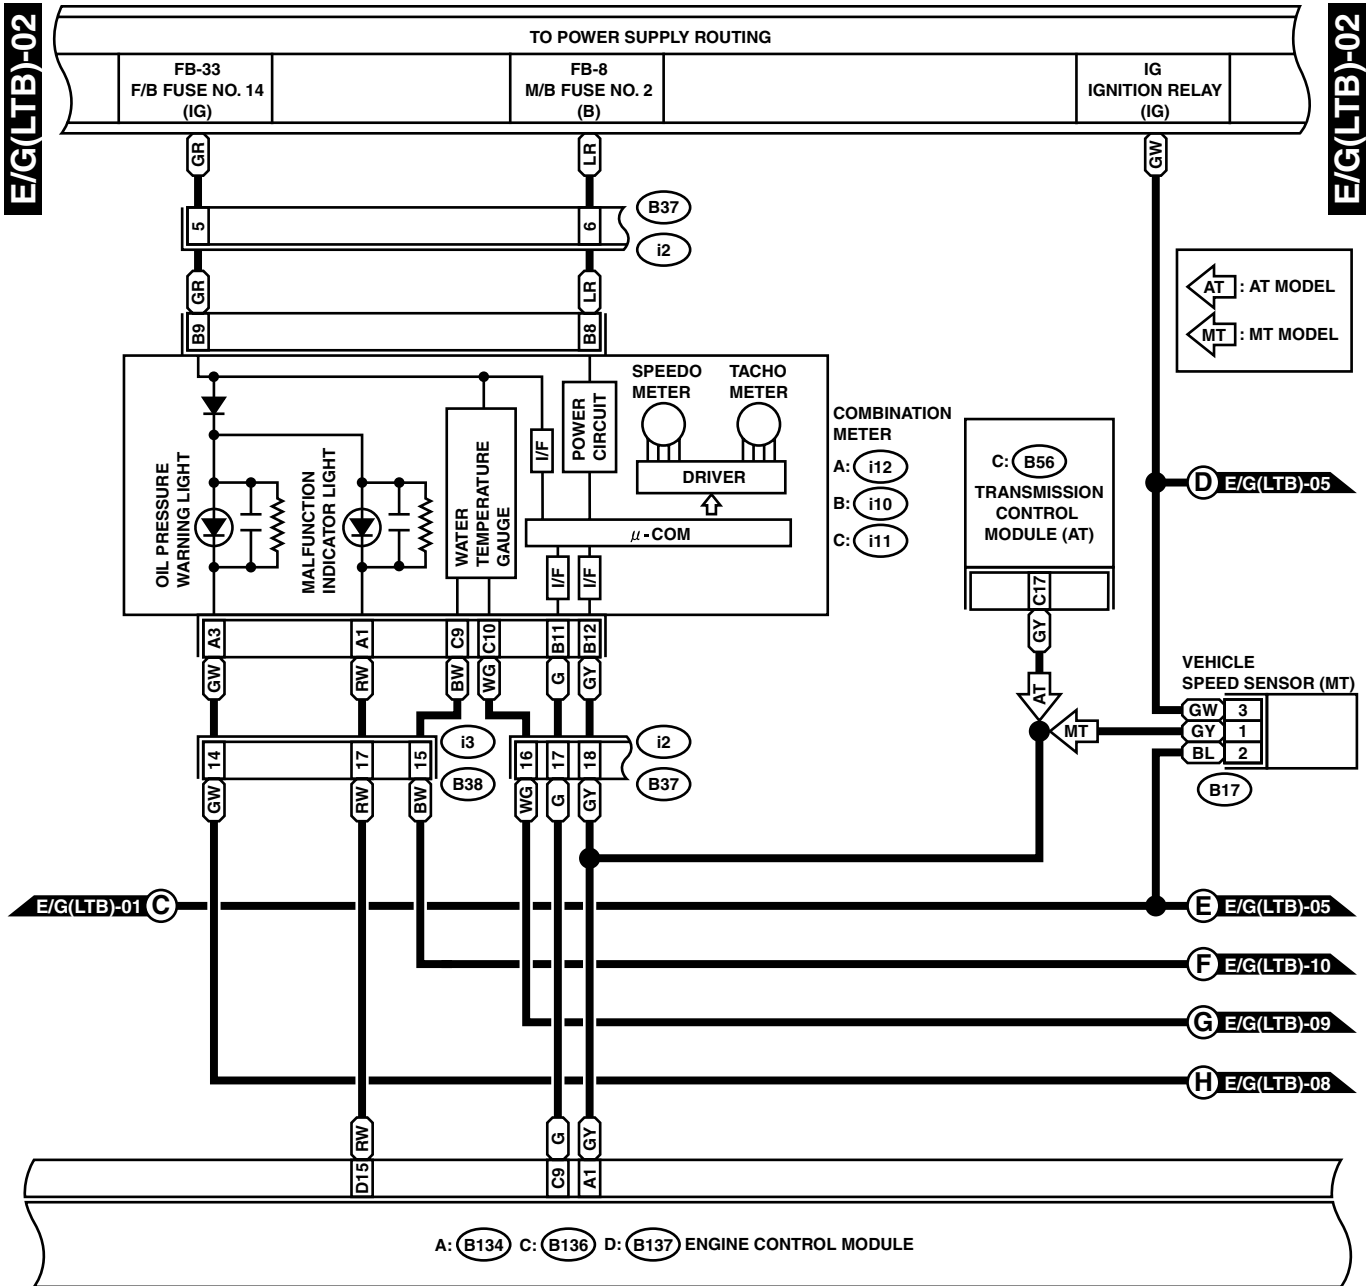 E/G(LTB)-02
E/G(LTB)-02
TO POWER SUPPLY ROUTING
FB-33
F/B FUSE NO. 14
(IG)
FB-8
M/B FUSE NO. 2
(B)
IG
IGNITION RELAY
(IG)
GR
LR
GW
5
6
B37
i2
GR
LR
B9
B8
AT : AT MODEL
MT : MT MODEL
OIL PRESSURE
WARNING LIGHT
MALFUNCTION
INDICATOR LIGHT
WATER
TEMPERATURE
GAUGE
I/F
POWER
CIRCUIT
SPEEDO
METER
TACHO
METER
DRIVER
μ-COM
I/F
I/F
COMBINATION
METER
A: i12
B: i10
C: i11
C: B56
TRANSMISSION
CONTROL
MODULE (AT)
C17
GY
AT
MT
D E/G(LTB)-05
VEHICLE
SPEED SENSOR (MT)
GW 3
GY 1
BL 2
B17
A3
A1
C9
C10
B11
B12
GW
RW
BW
WG
G
GY
14
17
15
i3
B38
16
17
18
i2
B37
GW
RW
BW
WG
G
GY
E/G(LTB)-01 C
E E/G(LTB)-05
F E/G(LTB)-10
G E/G(LTB)-09
H E/G(LTB)-08
RW
G
GY
D15
C9
A1
A: B134 C: B136 D: B137 ENGINE CONTROL MODULE